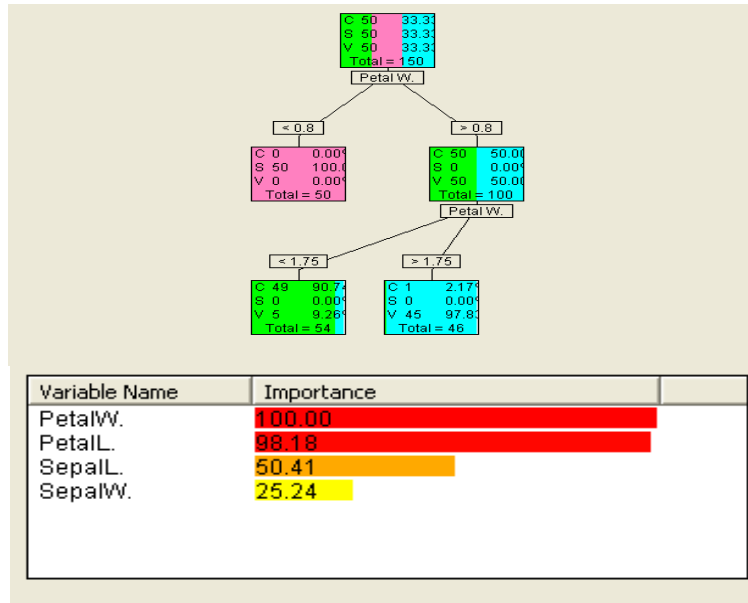 C 50 33.33
S 50 33.33
V 50 33.33
Total = 150
Petal W.
< 0.8 > 0.8
C 0 0.00%
S 50 100.0
V 0 0.00%
Total = 50
C 50 50.00
S 0 0.00%
V 50 50.00
Total = 100
Petal W.
< 1.75 > 1.75
C 49 90.74
S 0 0.00%
V 5 9.26%
Total = 54
C 1 2.17%
S 0 0.00%
V 45 97.83
Total = 46
Variable Name Importance
PetalW. 100.00
PetalL. 98.18
SepalL. 50.41
SepalW. 25.24